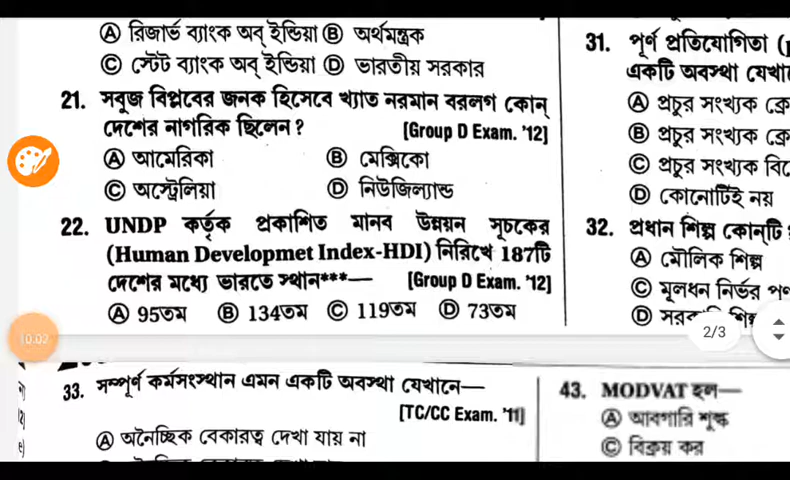 Ⓐ রিজার্ভ ব্যাংক অব্ ইন্ডিয়া Ⓑ অর্থমন্ত্রক
Ⓒ স্টেট ব্যাংক অব্ ইন্ডিয়া Ⓓ ভারতীয় সরকার
21. সবুজ বিপ্লবের জনক হিসেবে খ্যাত নরমান বরলগ কোন্
দেশের নাগরিক ছিলেন? [Group D Exam. '12]
Ⓐ আমেরিকা Ⓑ মেক্সিকো
Ⓒ অস্ট্রেলিয়া Ⓓ নিউজিল্যান্ড
22. UNDP কর্তৃক প্রকাশিত মানব উন্নয়ন সূচকের
(Human Developmet Index-HDI) নিরিখে 187টি
দেশের মধ্যে ভারতে স্থান***— [Group D Exam. '12]
Ⓐ 95তম Ⓑ 134তম Ⓒ 119তম Ⓓ 73তম
31. পূর্ণ প্রতিযোগিতা
একটি অবস্থা যেখা
Ⓐ প্রচুর সংখ্যক ক্রে
Ⓑ প্রচুর সংখ্যক ক্রে
Ⓒ প্রচুর সংখ্যক বি
Ⓓ কোনোটিই নয়
32. প্রধান শিল্প কোন্‌টি
Ⓐ মৌলিক শিল্প
Ⓒ মূলধন নির্ভর
Ⓓ
2/3
10:02
33. সম্পূর্ণ কর্মসংস্থান এমন একটি অবস্থা যেখানে—
[TC/CC Exam. '11]
Ⓐ অনৈচ্ছিক বেকারত্ব দেখা যায় না
43. MODVAT হল—
Ⓐ আবগারি শুল্ক
Ⓒ বিক্রয় কর